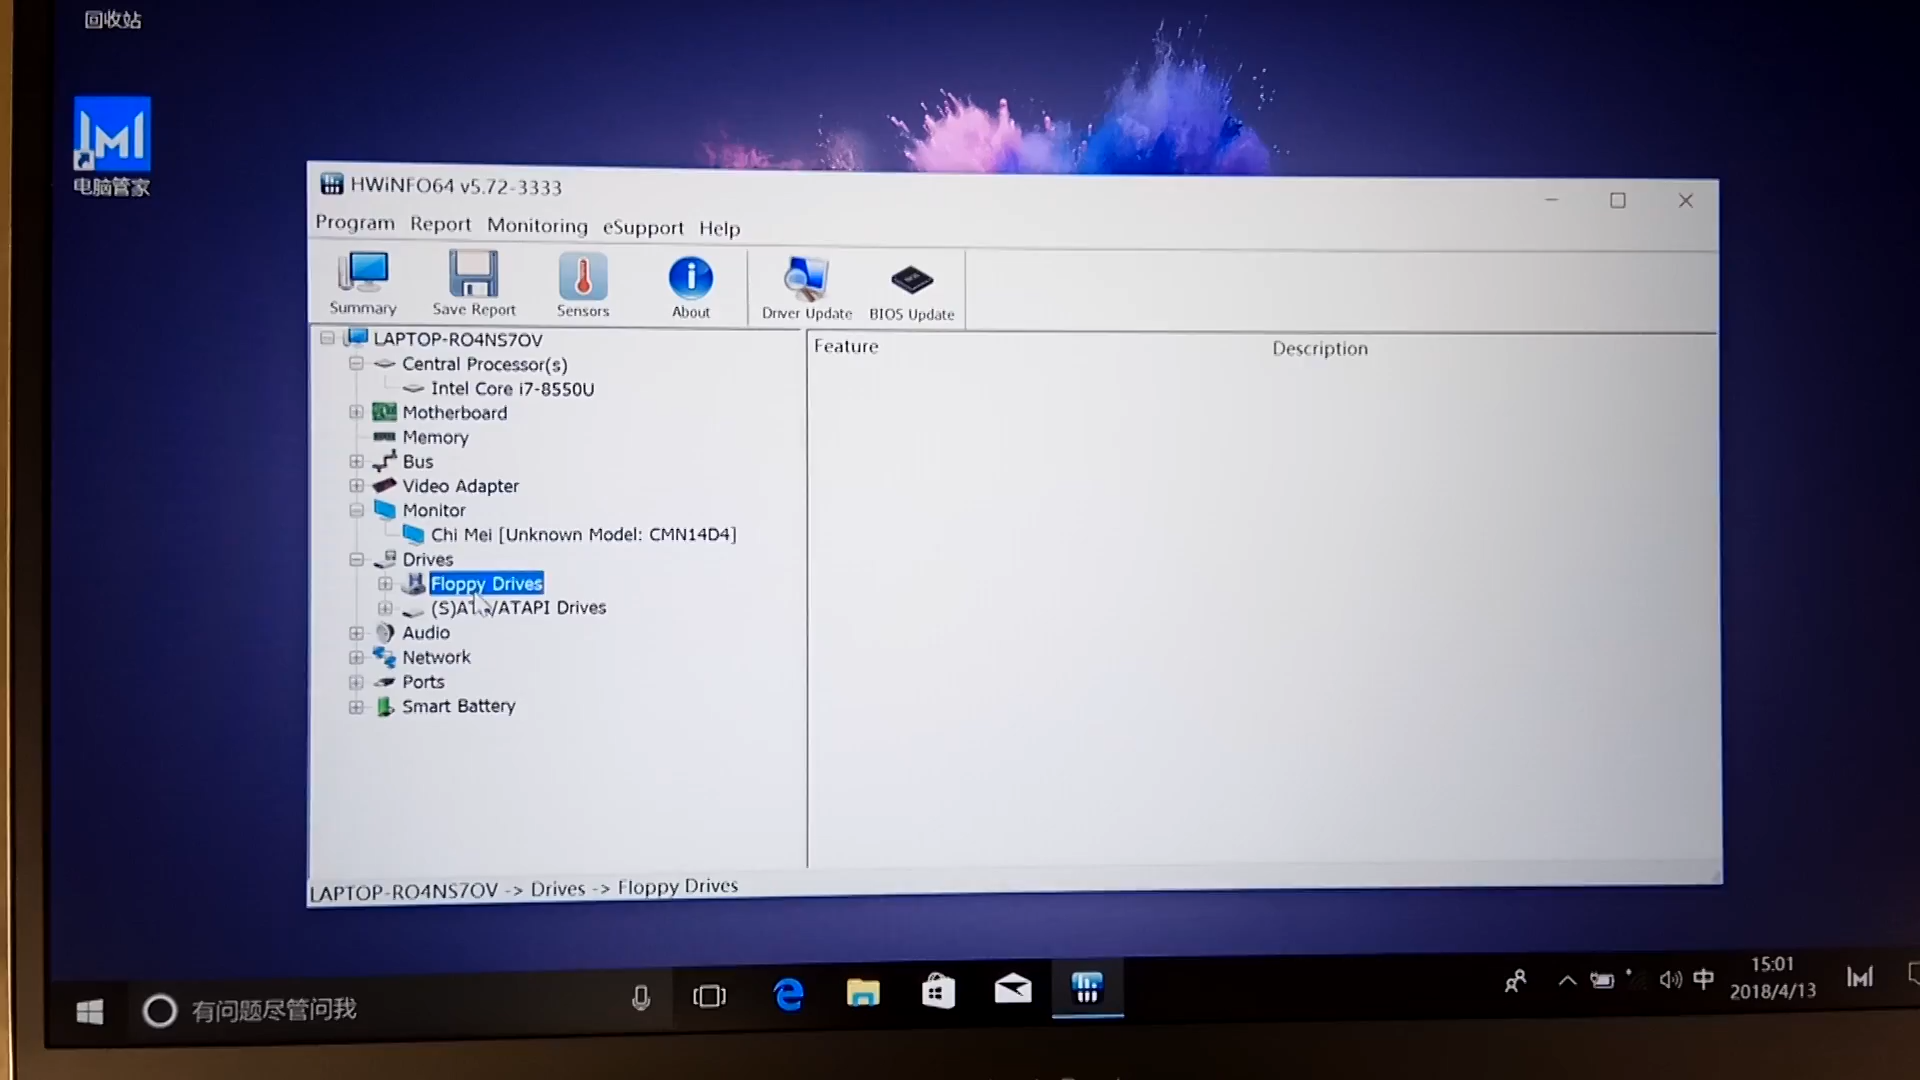 回收站
电脑管家
HWiNFO64 v5.72-3333
Program Report Monitoring eSupport Help
Summary Save Report Sensors About Driver Update BIOS Update
LAPTOP-RO4NS7OV
Feature Description
Central Processor(s)
Intel Core i7-8550U
Motherboard
Memory
Bus
Video Adapter
Monitor
Chi Mei [Unknown Model: CMN14D4]
Drives
Floppy Drives
(S)ATA/ATAPI Drives
Audio
Network
Ports
Smart Battery
LAPTOP-RO4NS7OV -> Drives -> Floppy Drives
有问题尽管问我
中
15:01
2018/4/13